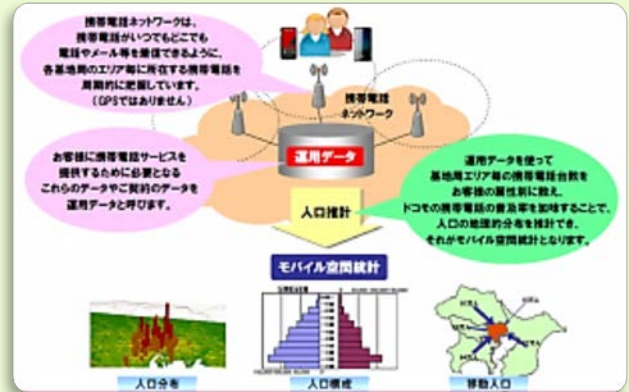 携帯電話ネットワークは、
携帯電話がいつでもどこでも
電話やメール等を着信できるように、
各基地局のエリア毎に所在する携帯電話を
周期的に把握しています。
(GPSではありません)
携帯電話
ネットワーク
運用データ
お客様に携帯電話サービスを
提供するために必要となる
これらのデータやご契約のデータを
運用データと呼びます。
運用データを使って
基地局エリア毎の携帯電話台数を
お客様の属性別に数え、
ドコモの携帯電話の普及率を加味することで、
人口の地理的分布を推計でき、
それがモバイル空間統計となります。
人口推計
モバイル空間統計
人口分布
人口構成
移動人口